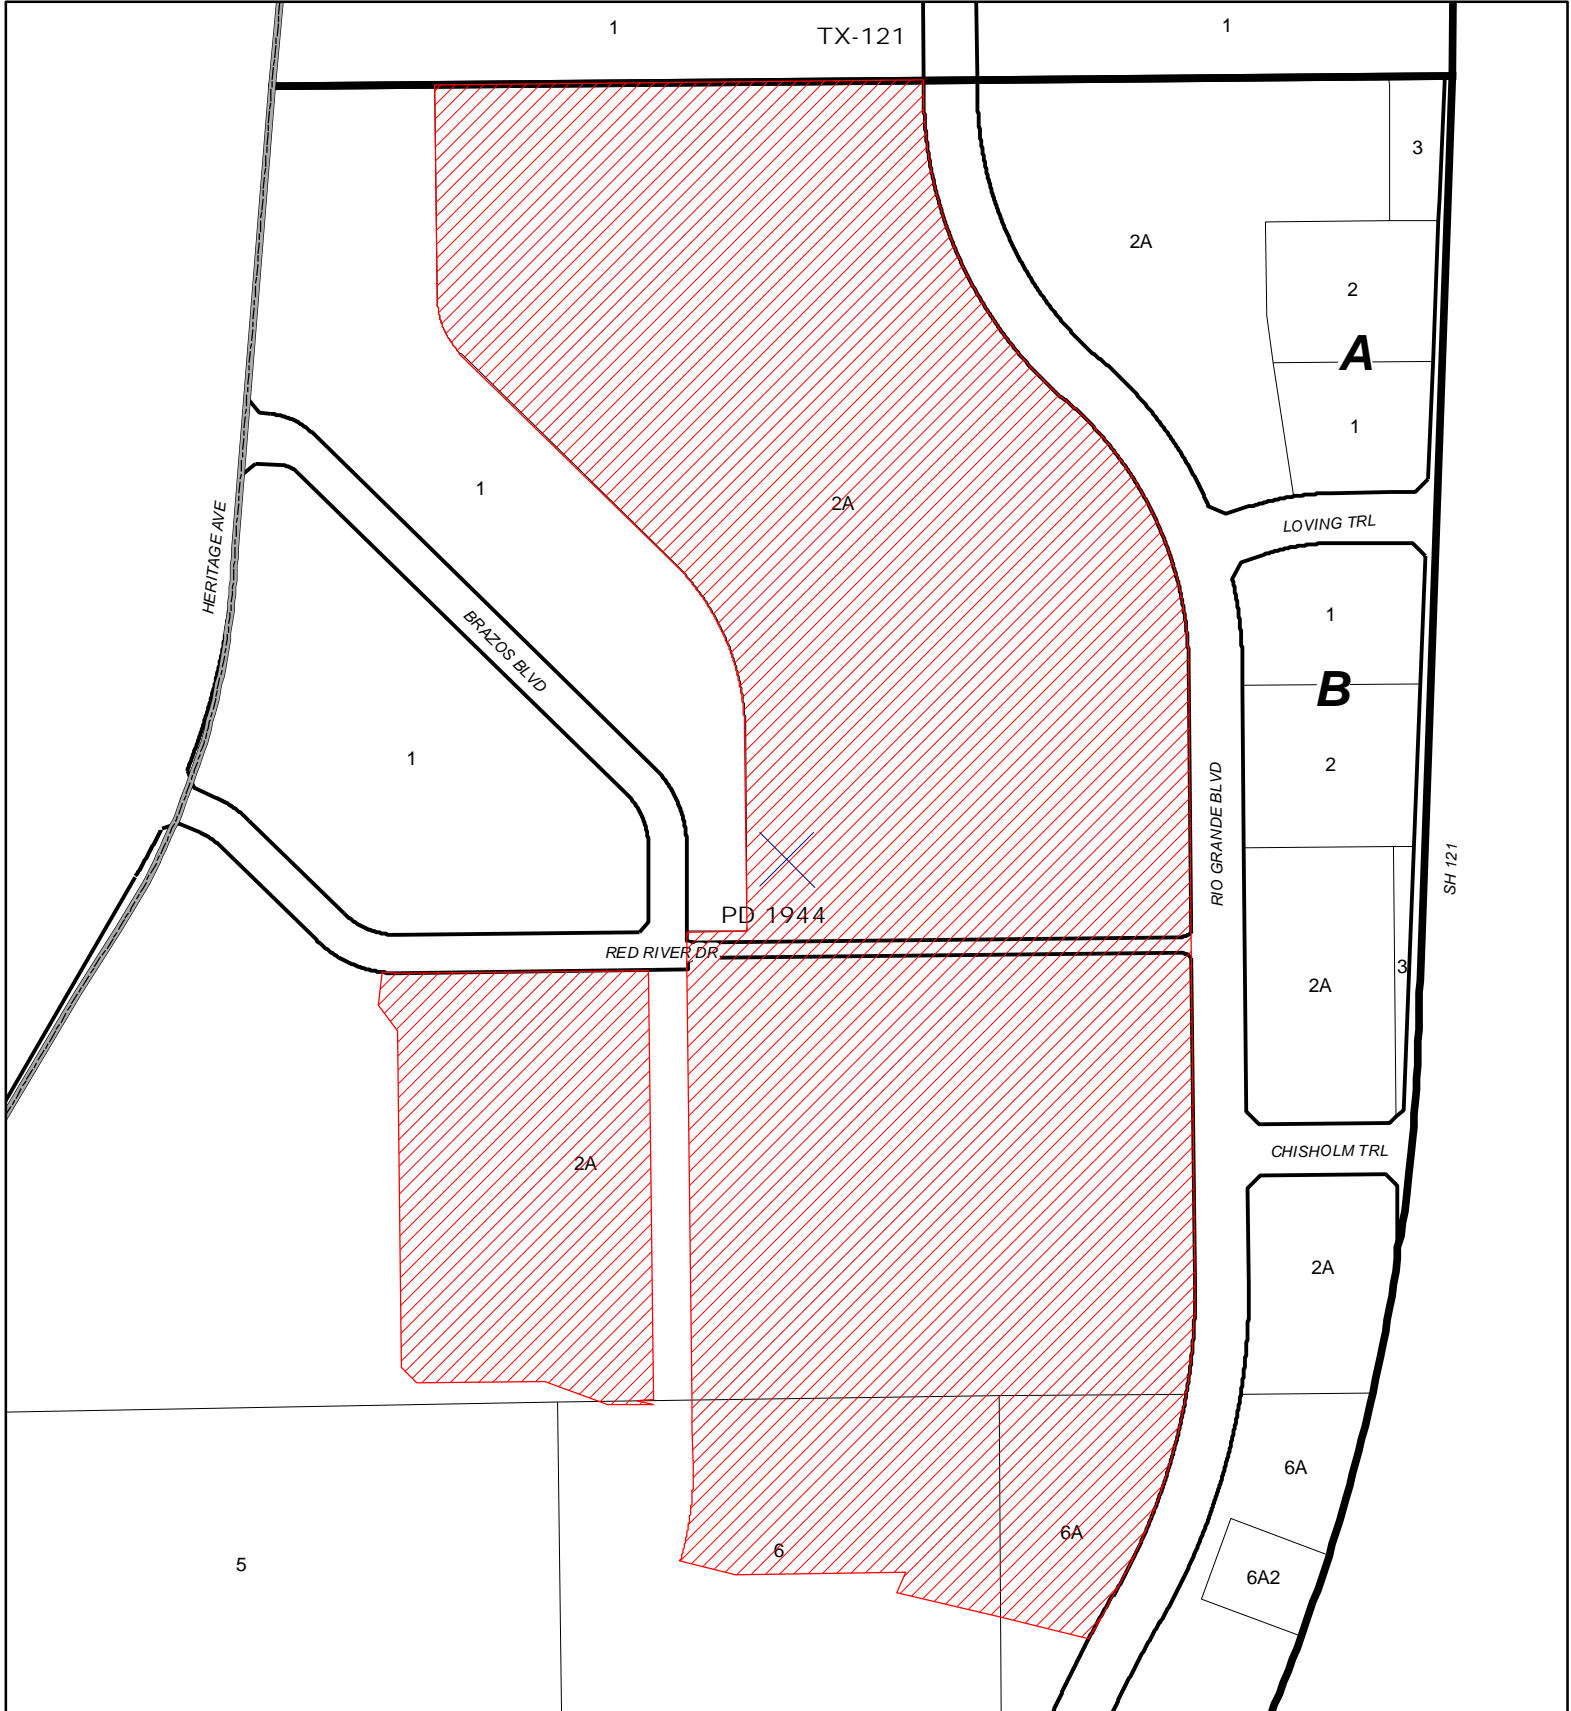 1
TX-121
1
3
2A
2
A
1
2A
1
LOVING TRL
HERITAGE AVE
BRAZOS BLVD
1
B
2
1
RIO GRANDE BLVD
SH 121
PD 1944
RED RIVER DR
3
2A
CHISHOLM TRL
2A
2A
6A
6A
6
5
6A2